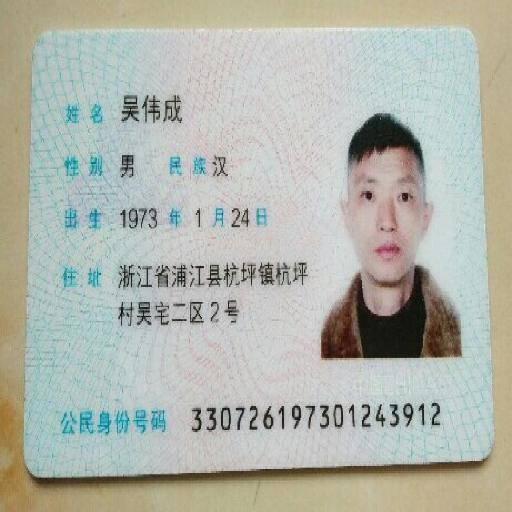 姓名 吴伟成
性别 男 民族 汉
出生 1973 年 1 月 24 日
住址 浙江省浦江县杭坪镇杭坪
村吴宅二区2号
公民身份号码 330726197301243912